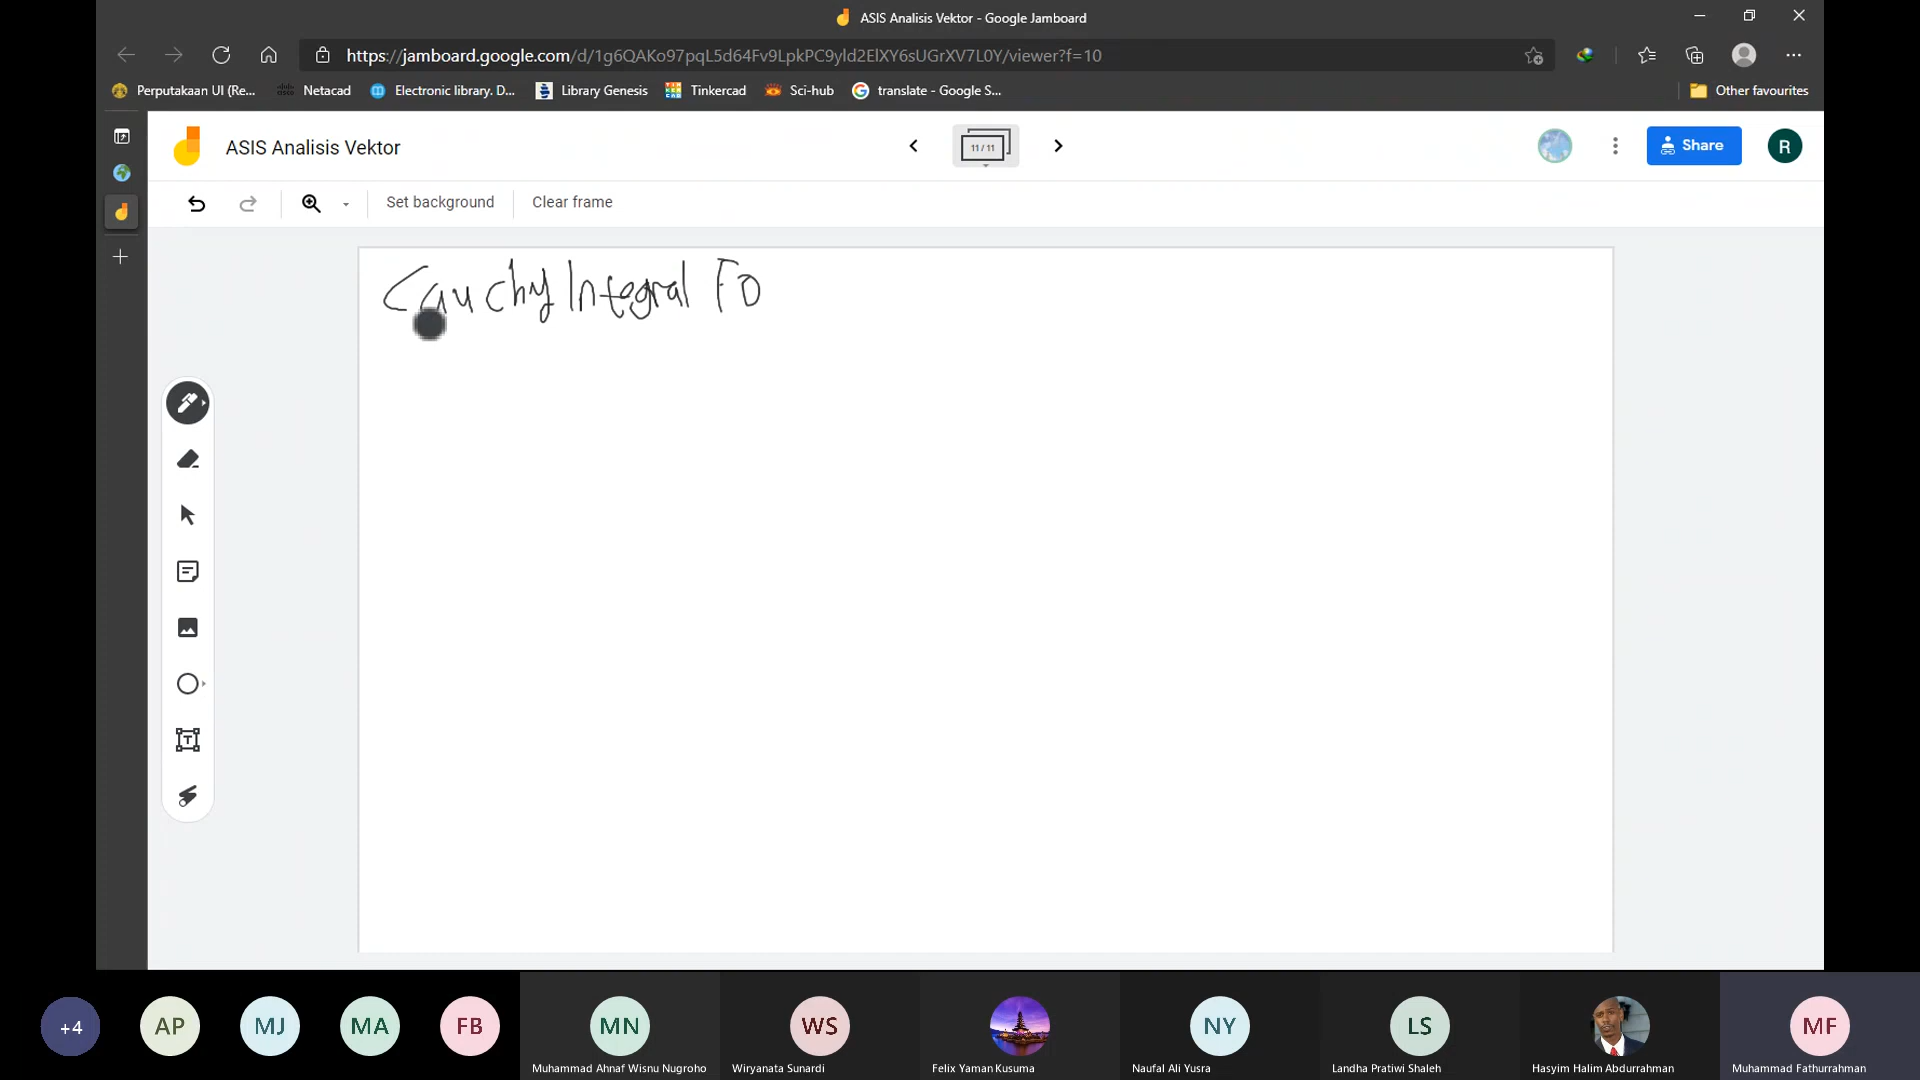 ASIS Analisis Vektor - Google Jamboard
https://jamboard.google.com/d/1g6QAKo97pqL5d64Fv9LpkPC9yld2ElXY6sUGrXV7L0Y/viewer?f=10
Perputakaan UI (Re... Netacad Electronic library. D... Library Genesis Tinkercad Sci-hub translate - Google S... Other favourites
ASIS Analisis Vektor 11 / 11 Share R
Set background Clear frame
Cauchy Integral Fo
+4 AP MJ MA FB MN WS NY LS MF
Muhammad Ahnaf Wisnu Nugroho Wiryanata Sunardi Felix Yaman Kusuma Naufal Ali Yusra Landha Pratiwi Shaleh Hasyim Halim Abdurrahman Muhammad Fathurrahman